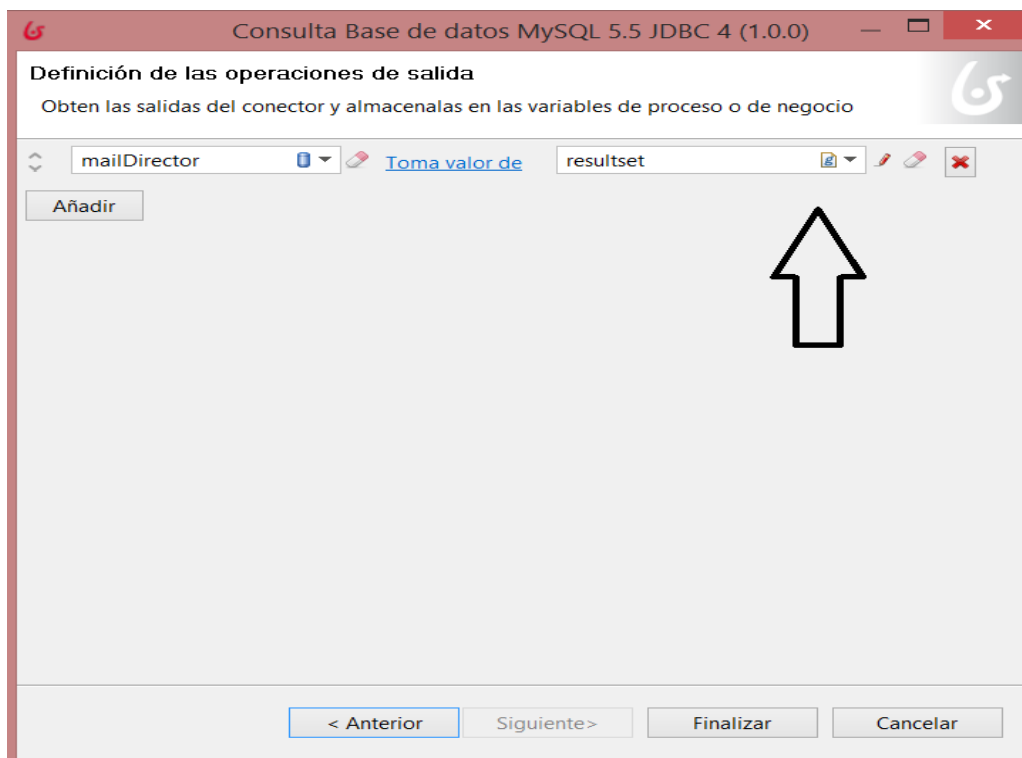 Consulta Base de datos MySQL 5.5 JDBC 4 (1.0.0)
Definición de las operaciones de salida
Obten las salidas del conector y almacenalas en las variables de proceso o de negocio
mailDirector Toma valor de resultset
Añadir
< Anterior Siguiente> Finalizar Cancelar